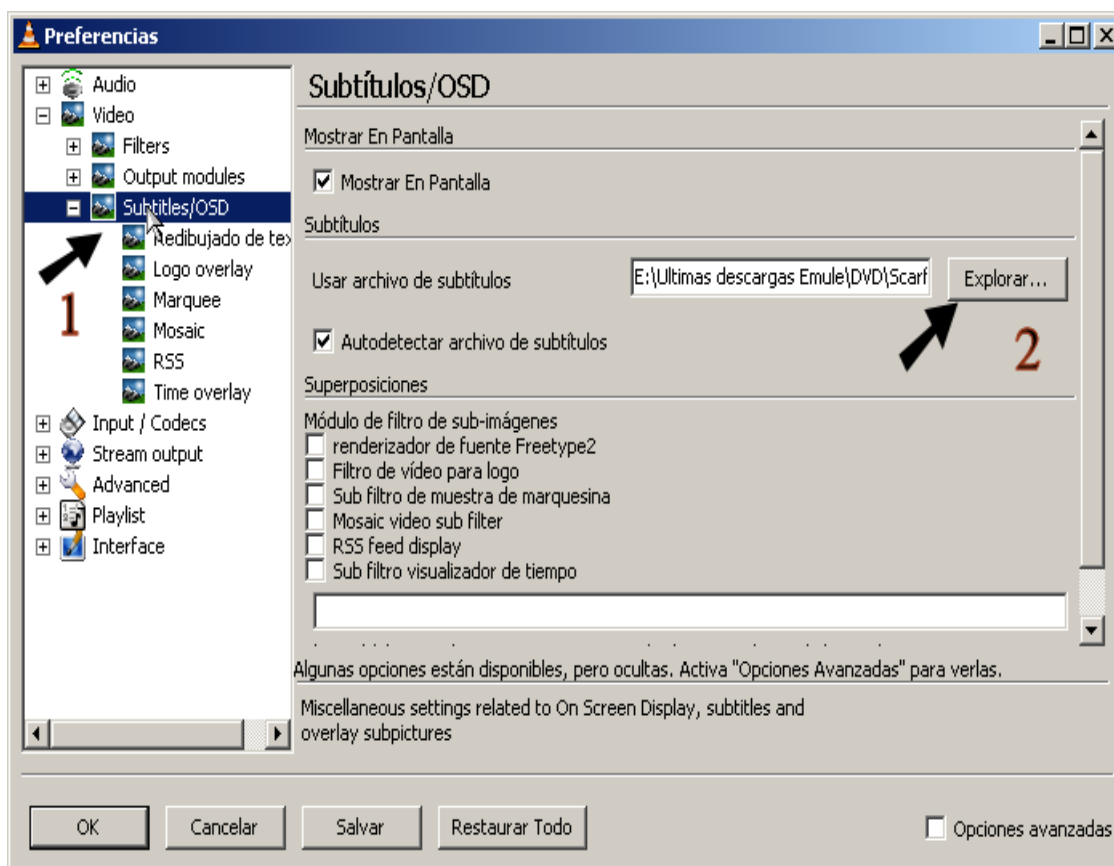 Preferencias
Audio
Video
Filters
Output modules
Subtitles/OSD
Redibujado de tex
Logo overlay
Marquee
Mosaic
RSS
Time overlay
Input / Codecs
Stream output
Advanced
Playlist
Interface
1
Subtítulos/OSD
Mostrar En Pantalla
Mostrar En Pantalla
Subtítulos
Usar archivo de subtítulos
E:\Ultimas descargas Emule\DVD\Scarf
Explorar...
2
Autodetectar archivo de subtítulos
Superposiciones
Módulo de filtro de sub-imágenes
renderizador de fuente Freetype2
Filtro de vídeo para logo
Sub filtro de muestra de marquesina
Mosaic video sub filter
RSS feed display
Sub filtro visualizador de tiempo
Algunas opciones están disponibles, pero ocultas. Activa "Opciones Avanzadas" para verlas.
Miscellaneous settings related to On Screen Display, subtitles and
overlay subpictures
OK
Cancelar
Salvar
Restaurar Todo
Opciones avanzadas